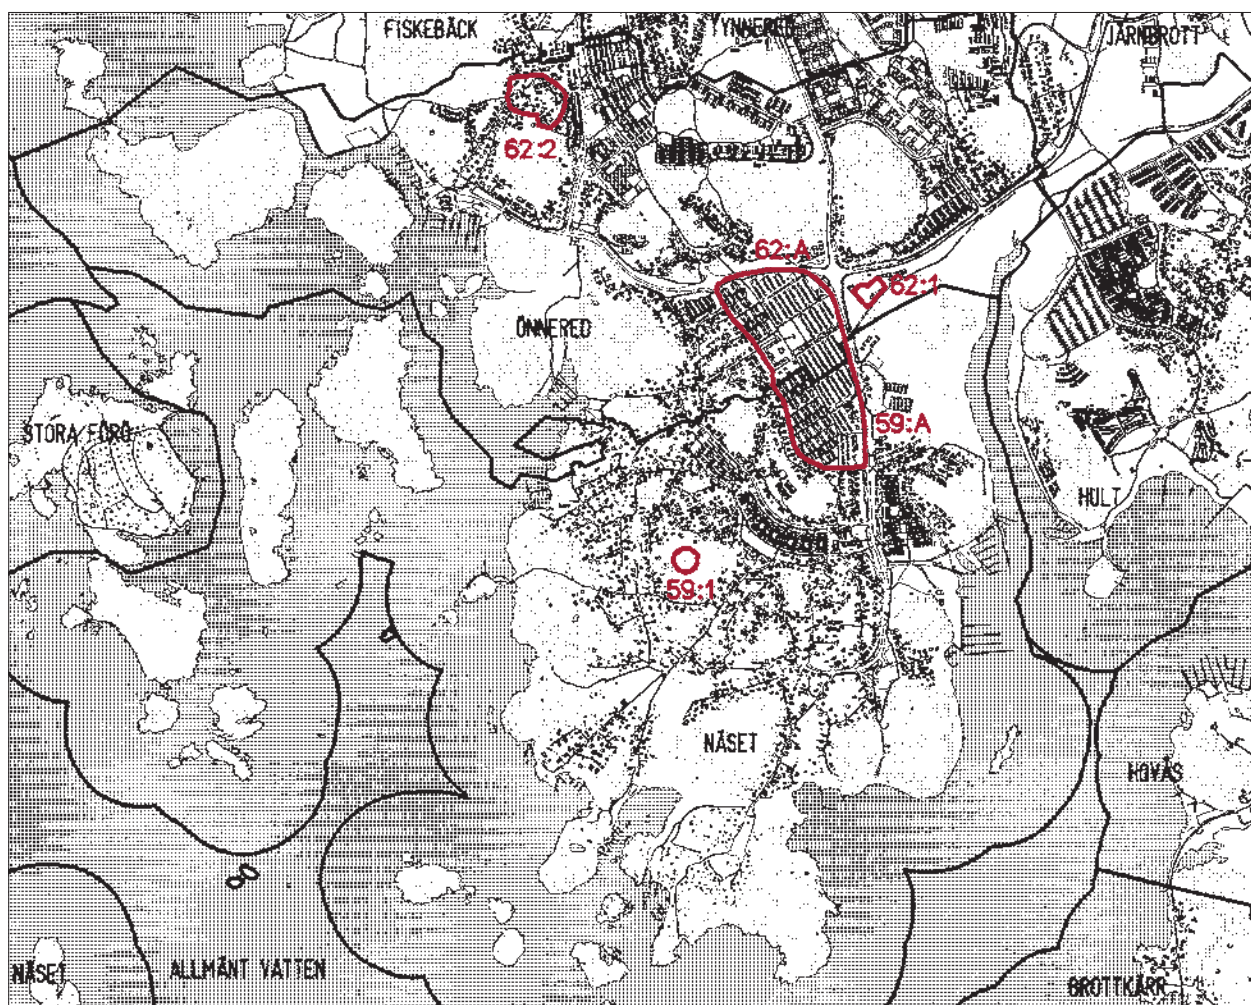 FISKEBÄCK
TYNNERED
JÄRNBROTT
62:2
62:A
62:1
ÖNNERED
STORA FÖRÖ
59:A
HULT
59:1
NÄSET
HOVÅS
NÄSET
ALLMÄNT VATTEN
BROTTKÄRR